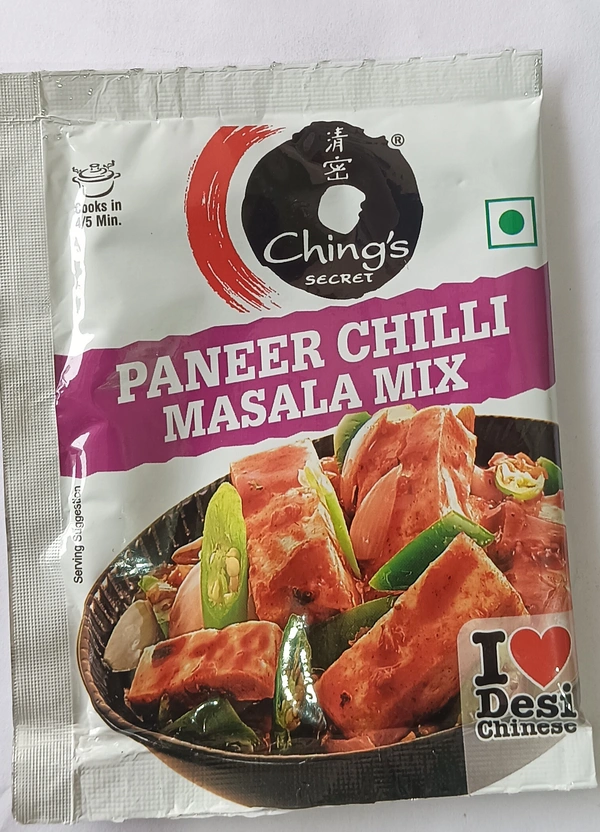 清
密
®
Ching's
SECRET
Cooks in
4/5 Min.
PANEER CHILLI
MASALA MIX
Serving Suggestion
I ❤
Desi
Chinese